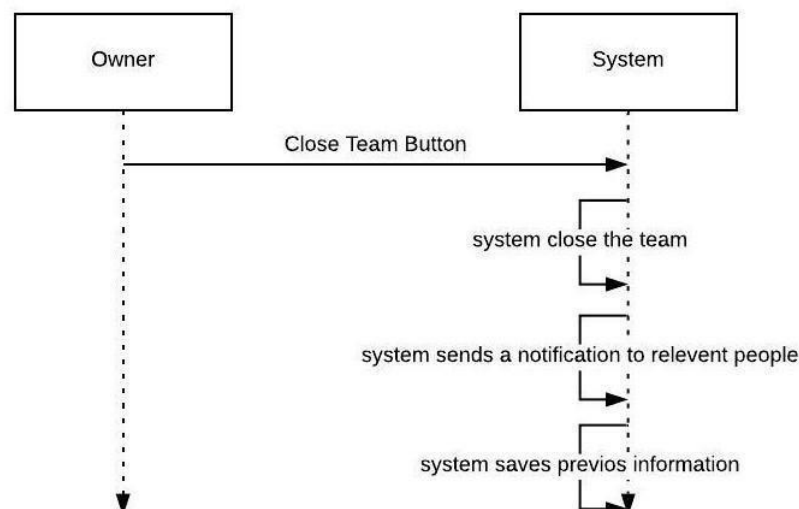 Owner
System
Close Team Button
system close the team
system sends a notification to relevent people
system saves previos information